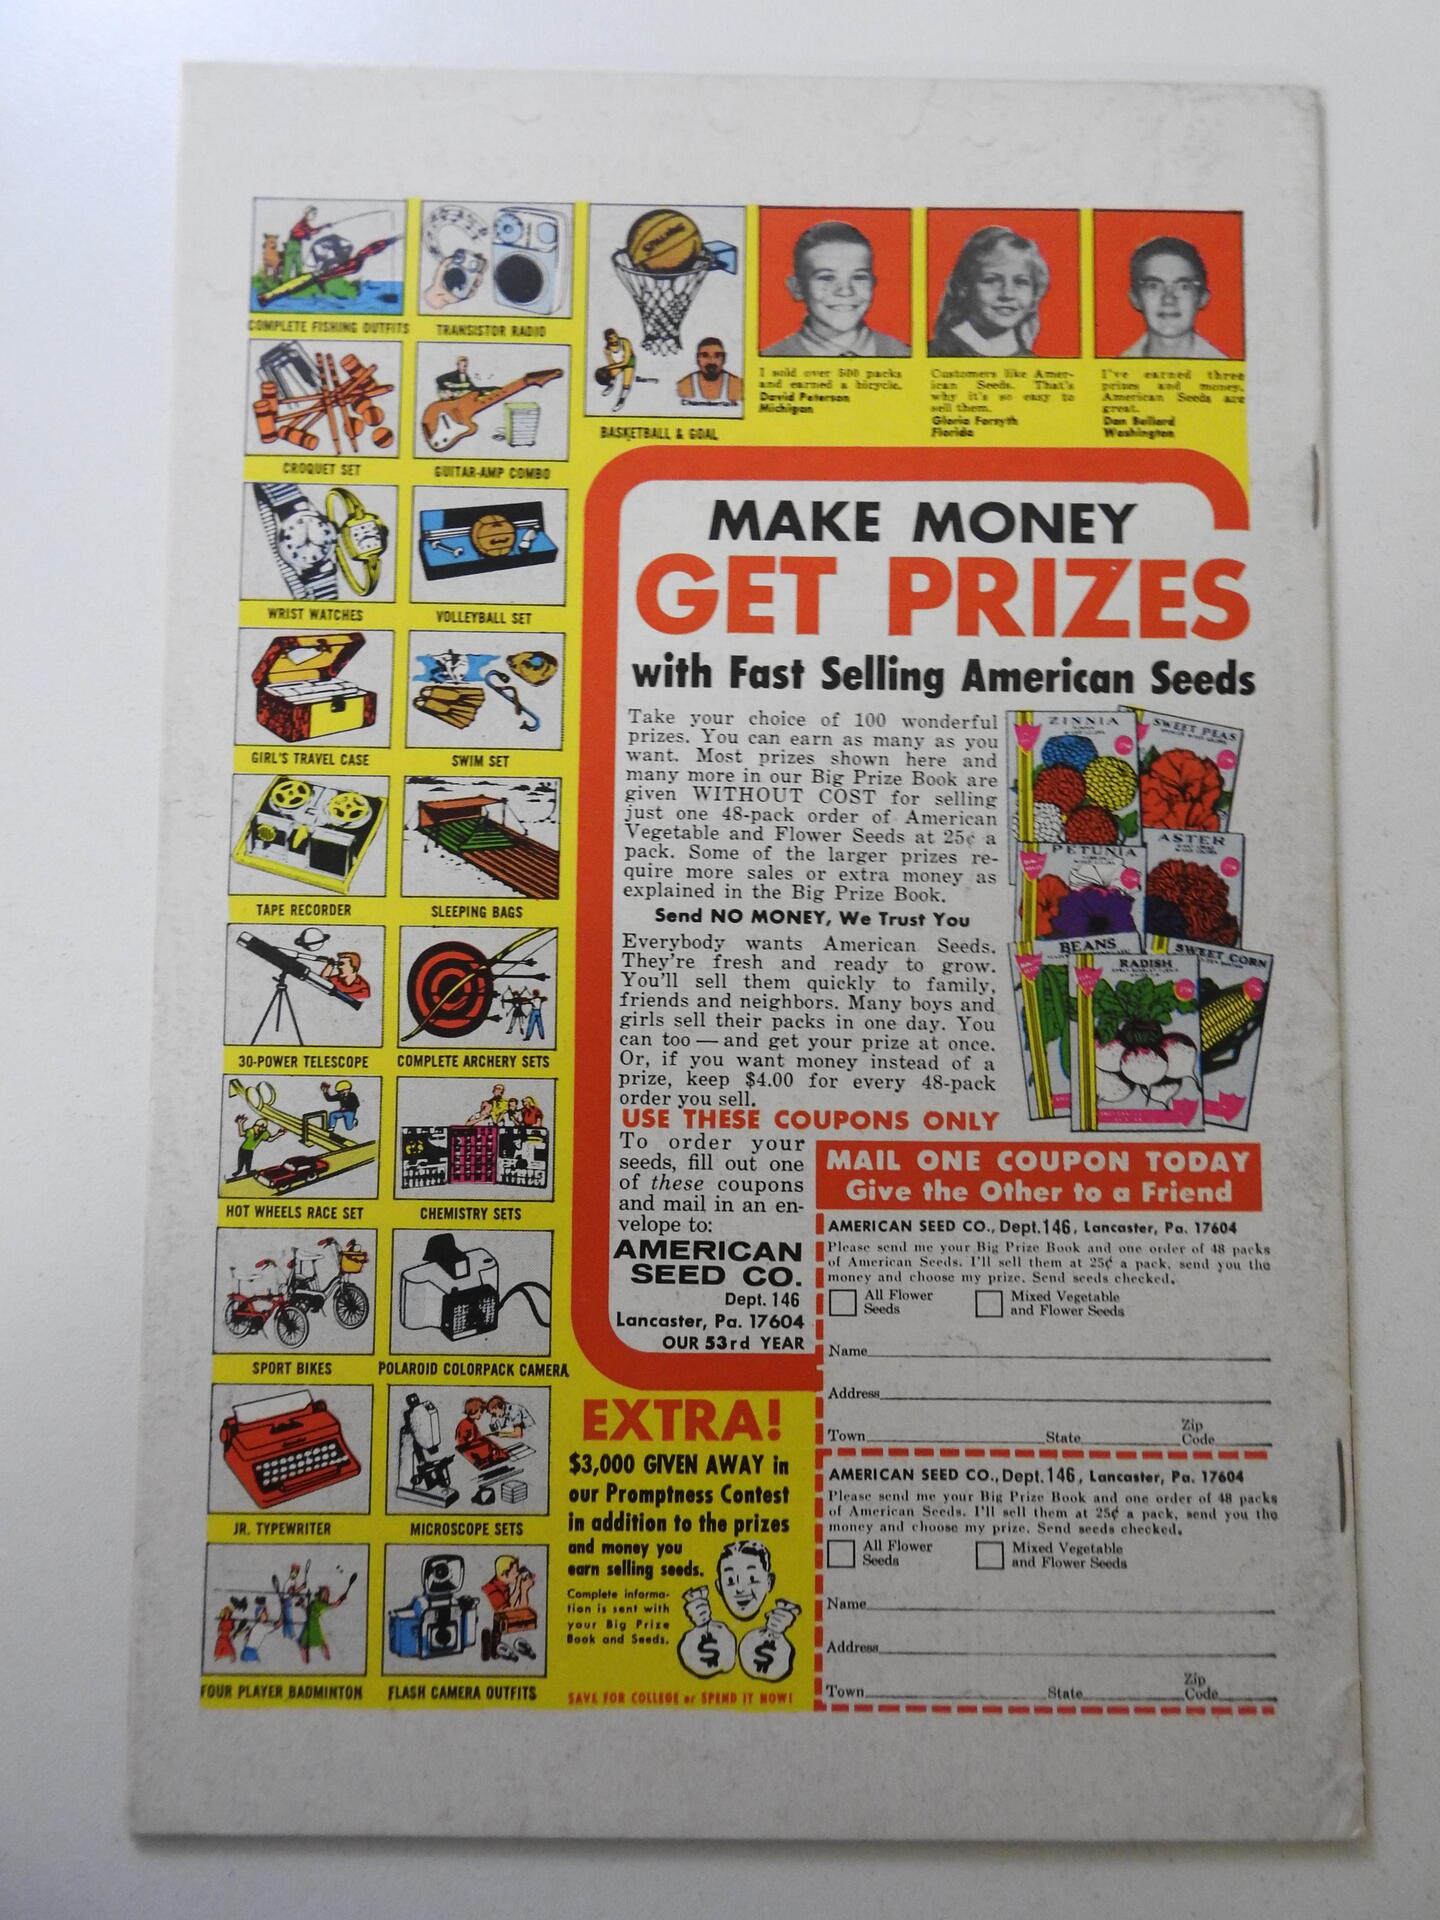 COMPLETE FISHING OUTFITS
TRANSISTOR RADIO
CROQUET SET
GUITAR-AMP COMBO
WRIST WATCHES
VOLLEYBALL SET
GIRL'S TRAVEL CASE
SWIM SET
TAPE RECORDER
SLEEPING BAGS
30-POWER TELESCOPE
COMPLETE ARCHERY SETS
HOT WHEELS RACE SET
CHEMISTRY SETS
SPORT BIKES
POLAROID COLORPACK CAMERA
JR. TYPEWRITER
MICROSCOPE SETS
FOUR PLAYER BADMINTON
FLASH CAMERA OUTFITS
SPALDING
Barry
Chamberlain
BASKETBALL & GOAL
I sold over 500 packs
and earned a bicycle.
David Peterson
Michigan
Customers like Amer-
ican Seeds. That's
why it's so easy to
sell them.
Gloria Forsyth
Florida
I've earned three
prizes and money.
American Seeds are
great.
Dan Bullard
Washington
MAKE MONEY
GET PRIZES
with Fast Selling American Seeds
Take your choice of 100 wonderful
prizes. You can earn as many as you
want. Most prizes shown here and
many more in our Big Prize Book are
given WITHOUT COST for selling
just one 48-pack order of American
Vegetable and Flower Seeds at 25¢ a
pack. Some of the larger prizes re-
quire more sales or extra money as
explained in the Big Prize Book.
Send NO MONEY, We Trust You
Everybody wants American Seeds.
They're fresh and ready to grow.
You'll sell them quickly to family,
friends and neighbors. Many boys and
girls sell their packs in one day. You
can too — and get your prize at once.
Or, if you want money instead of a
prize, keep $4.00 for every 48-pack
order you sell.
ZINNIA
SWEET PEAS
PETUNIA
ASTER
BEANS
RADISH
SWEET CORN
USE THESE COUPONS ONLY
To order your
seeds, fill out one
of these coupons
and mail in an en-
velope to:
AMERICAN
SEED CO.
Dept. 146
Lancaster, Pa. 17604
OUR 53rd YEAR
EXTRA!
$3,000 GIVEN AWAY in
our Promptness Contest
in addition to the prizes
and money you
earn selling seeds.
Complete informa-
tion is sent with
your Big Prize
Book and Seeds.
$ $
SAVE FOR COLLEGE or SPEND IT NOW!
MAIL ONE COUPON TODAY
Give the Other to a Friend
AMERICAN SEED CO., Dept. 146, Lancaster, Pa. 17604
Please send me your Big Prize Book and one order of 48 packs
of American Seeds. I'll sell them at 25¢ a pack, send you the
money and choose my prize. Send seeds checked.
All Flower
Seeds
Mixed Vegetable
and Flower Seeds
Name
Address
Town State Zip
Code
AMERICAN SEED CO., Dept. 146, Lancaster, Pa. 17604
Please send me your Big Prize Book and one order of 48 packs
of American Seeds. I'll sell them at 25¢ a pack, send you the
money and choose my prize. Send seeds checked.
All Flower
Seeds
Mixed Vegetable
and Flower Seeds
Name
Address
Town State Zip
Code